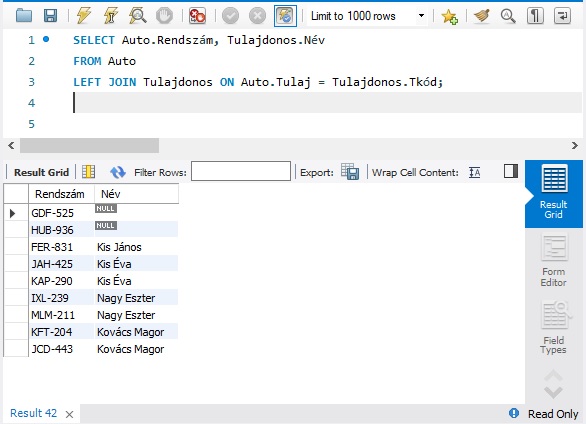 Limit to 1000 rows
1 SELECT Auto.Rendszám, Tulajdonos.Név
2 FROM Auto
3 LEFT JOIN Tulajdonos ON Auto.Tulaj = Tulajdonos.Tkód;
4
5
Result Grid Filter Rows: Export: Wrap Cell Content: IA
Rendszám Név
GDF-525 NULL
HUB-936 NULL
FER-831 Kis János
JAH-425 Kis Éva
KAP-290 Kis Éva
IXL-239 Nagy Eszter
MLM-211 Nagy Eszter
KFT-204 Kovács Magor
JCD-443 Kovács Magor
Result
Grid
Form
Editor
Field
Types
Result 42 × Read Only